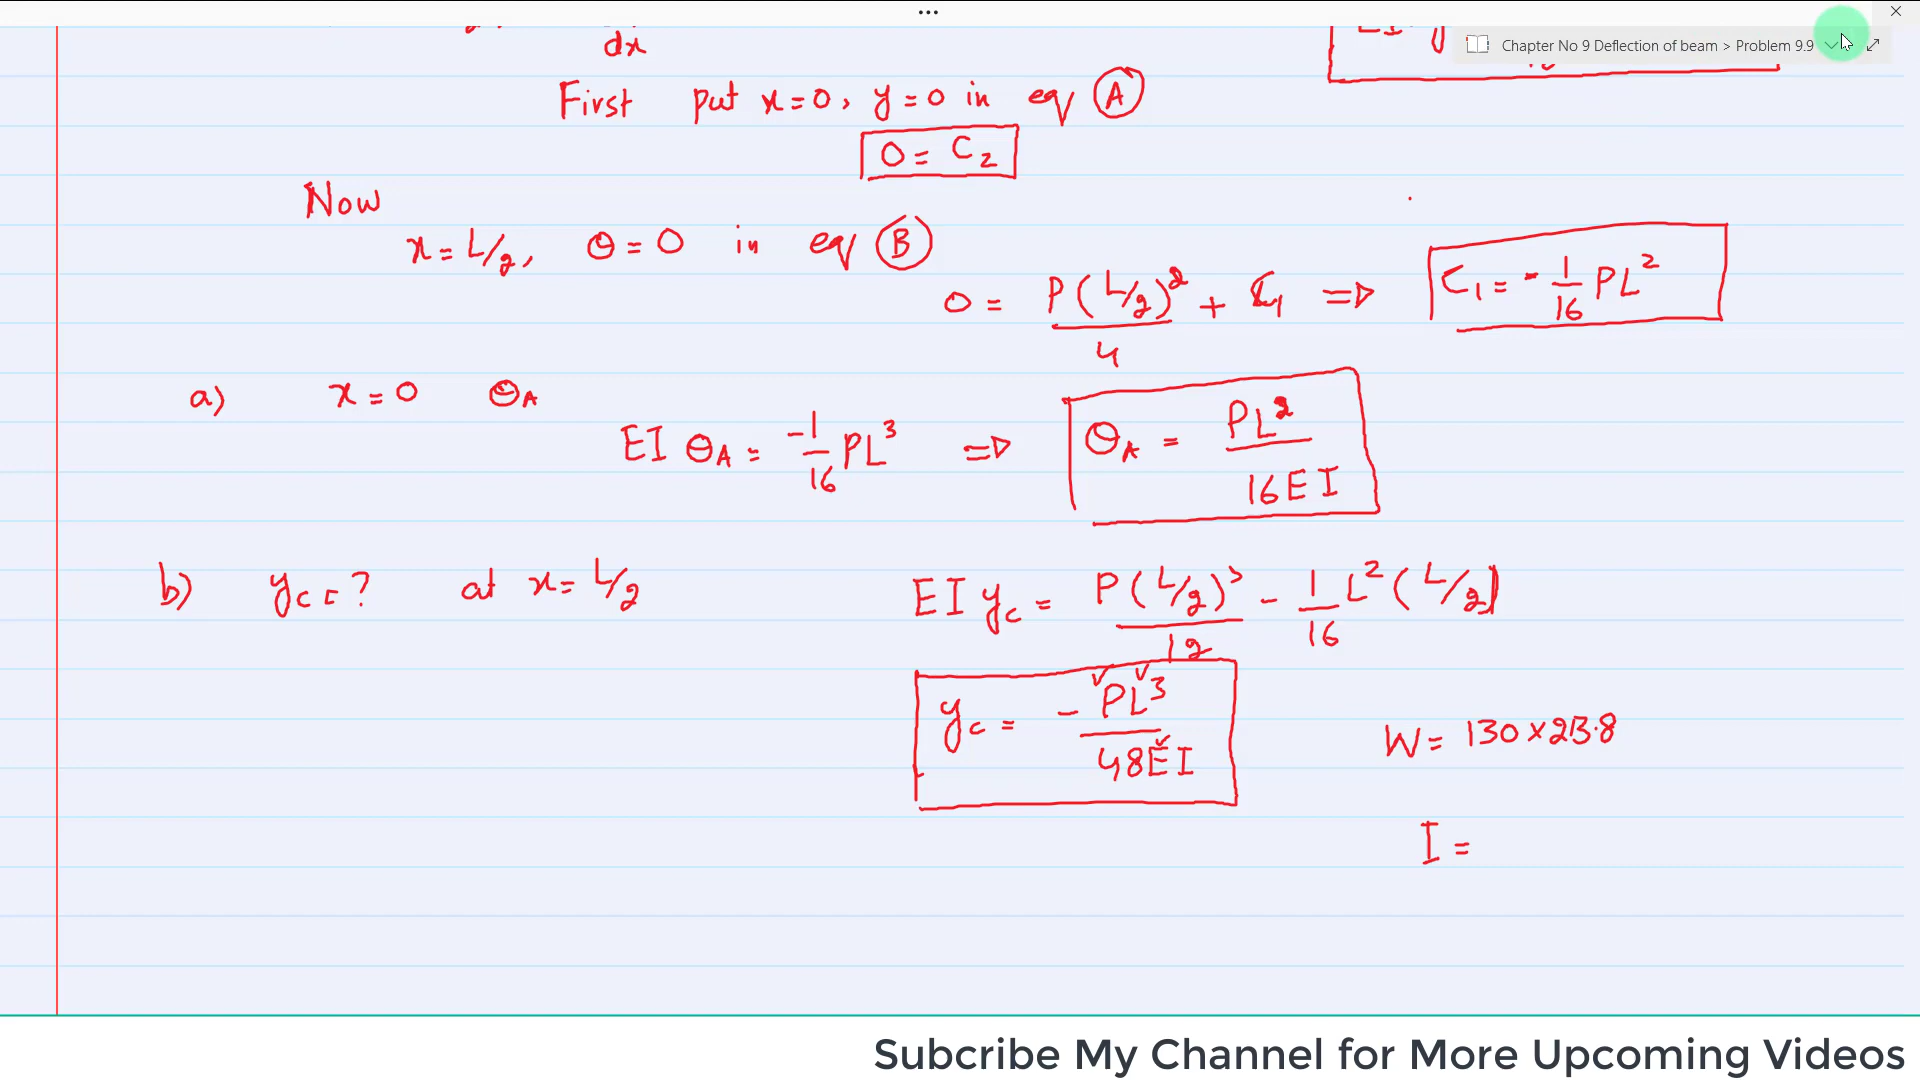 Chapter No 9 Deflection of beam > Problem 9.9
dx
First put x=0, y=0 in eq (A)
0 = C₂
Now
x = L/2, θ = 0 in eq (B)
0 = P(L/2)²/4 + C₁ ⇒ C₁ = -1/16 PL²
a) x = 0 θA
EI θA = -1/16 PL³ ⇒ θA = PL²/16EI
b) yc = ? at x = L/2 EI yc = P(L/2)³/12 - 1/16 L² (L/2)
yc = -PL³/48EI
W = 130×23.8
I =
Subcribe My Channel for More Upcoming Videos